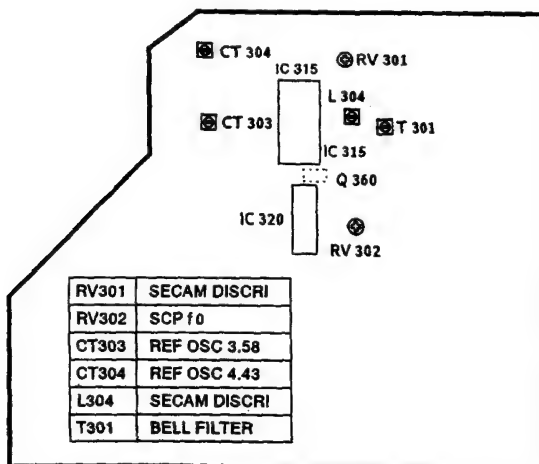 CT 304
RV 301
IC 315
L 304
CT 303
T 301
IC 315
Q 360
IC 320
RV 302
RV301 SECAM DISCRI
RV302 SCP f0
CT303 REF OSC 3.58
CT304 REF OSC 4.43
L304 SECAM DISCRI
T301 BELL FILTER